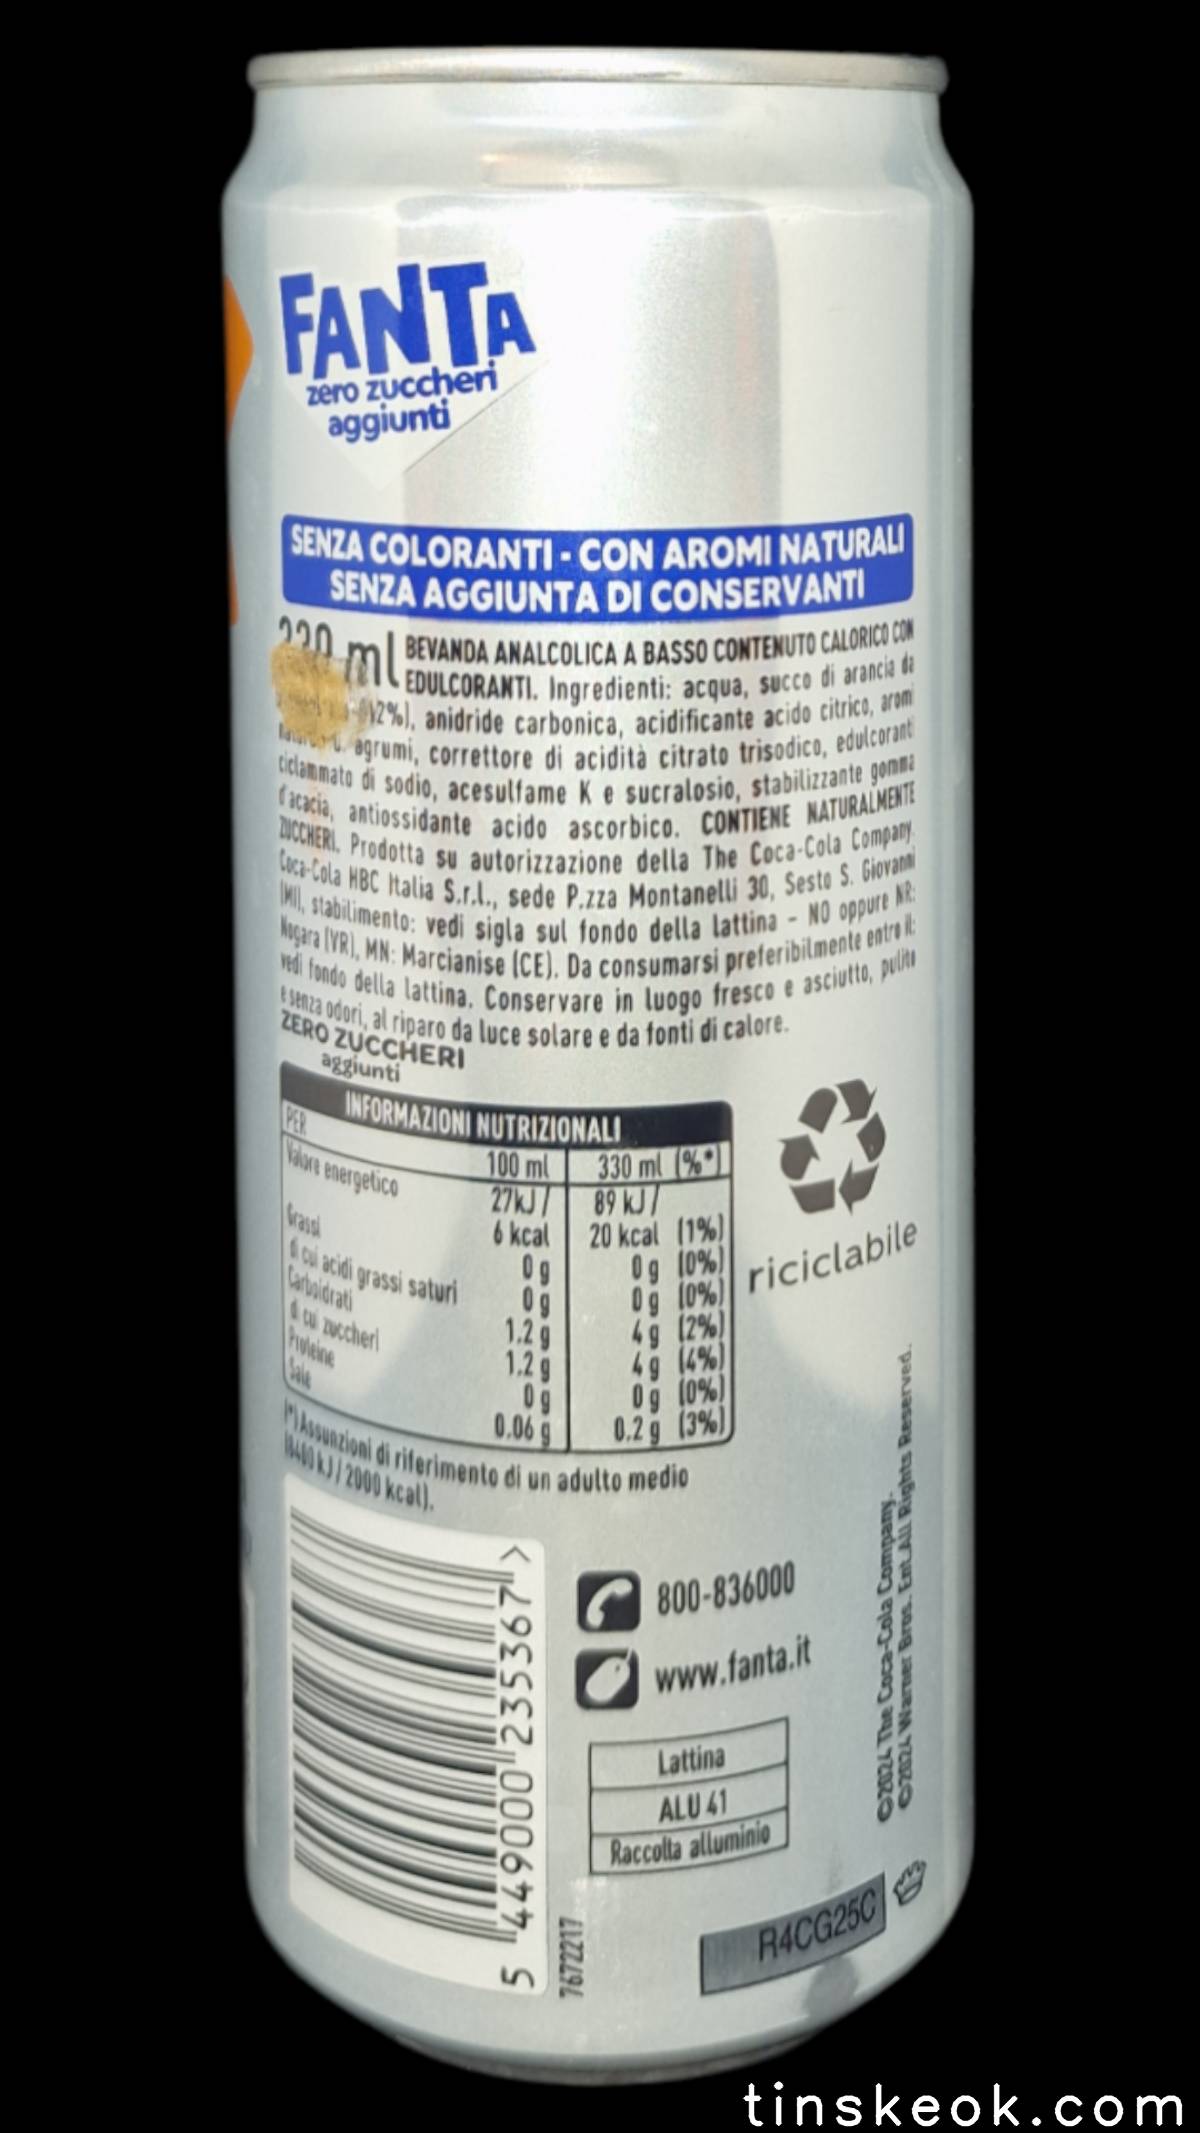 FANTA
zero zuccheri
aggiunti
SENZA COLORANTI - CON AROMI NATURALI
SENZA AGGIUNTA DI CONSERVANTI
ml BEVANDA ANALCOLICA A BASSO CONTENUTO CALORICO CON
EDULCORANTI. Ingredienti: acqua, succo di arancia da
12%), anidride carbonica, acidificante acido citrico, aromi
agrumi, correttore di acidità citrato trisodico, edulcoranti
ciclammato di sodio, acesulfame K e sucralosio, stabilizzante gomma
d'acacia, antiossidante acido ascorbico. CONTIENE NATURALMENTE
ZUCCHERI. Prodotta su autorizzazione della The Coca-Cola Company.
Coca-Cola HBC Italia S.r.l., sede P.zza Montanelli 30, Sesto S. Giovanni
(MI), stabilimento: vedi sigla sul fondo della lattina - NO oppure NR:
Nogara (VR), MN: Marcianise (CE). Da consumarsi preferibilmente entro il:
vedi fondo della lattina. Conservare in luogo fresco e asciutto, pulito
e senza odori, al riparo da luce solare e da fonti di calore.
ZERO ZUCCHERI
aggiunti
INFORMAZIONI NUTRIZIONALI
PER 100 ml 330 ml (%*)
Valore energetico 27kJ/ 89 kJ/
6 kcal 20 kcal (1%)
Grassi 0 g 0 g (0%)
di cui acidi grassi saturi 0 g 0 g (0%)
Carboidrati 1.2 g 4 g (2%)
di cui zuccheri 1.2 g 4 g (4%)
Proteine 0 g 0 g (0%)
Sale 0.06 g 0.2 g (3%)
(*) Assunzioni di riferimento di un adulto medio
(8400 kJ / 2000 kcal).
riciclabile
5 449000 235367 >
7672217
800-836000
www.fanta.it
Lattina
ALU 41
Raccolta alluminio
©2024 The Coca-Cola Company.
©2024 Warner Bros. Ent. All Rights Reserved.
R4CG25C
tinskeok.com